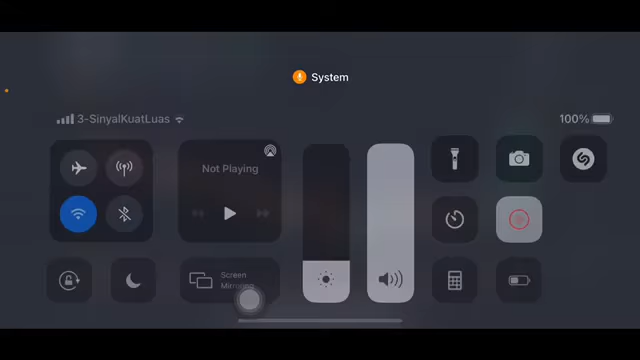 System
3-SinyalKuatLuas
100%
Not Playing
Screen
Mirroring